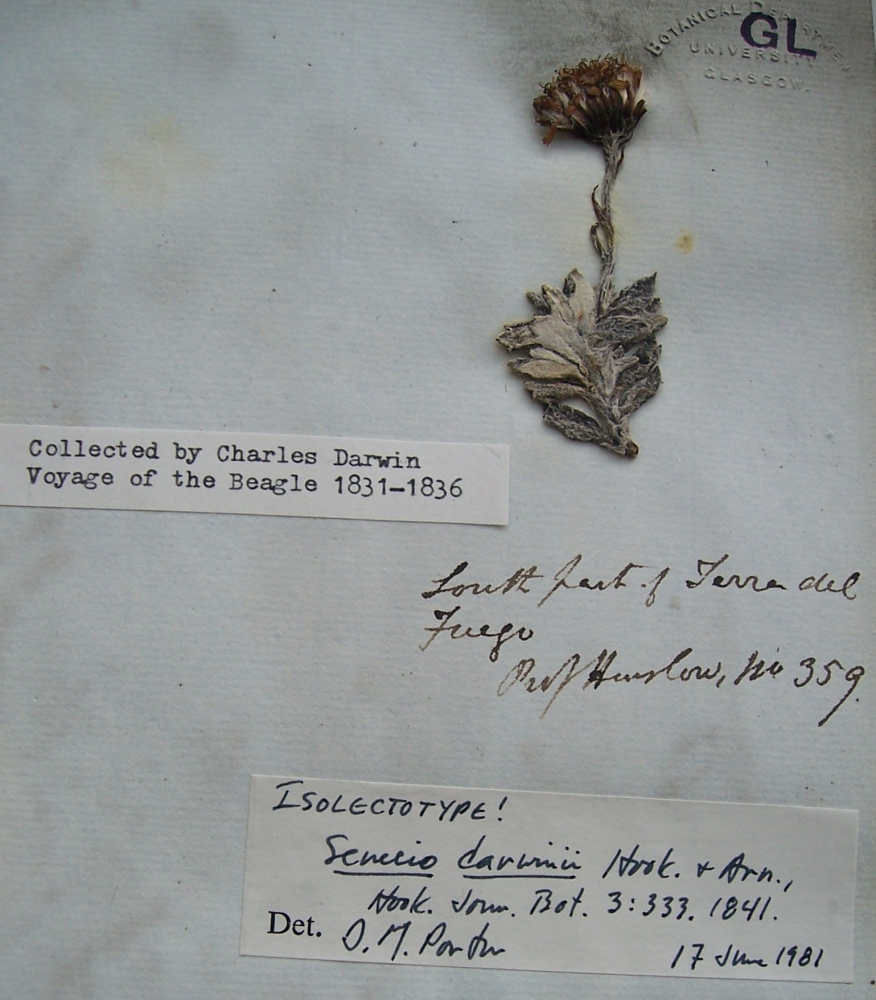 BOTANICAL DEPARTMENT
GL
UNIVERSITY
GLASGOW.
Collected by Charles Darwin
Voyage of the Beagle 1831-1836
South part of Terra del
Fuego
Prof Henslow, No 359.
ISOLECTOTYPE!
Senecio darwinii Hook. & Arn.,
Hook. Journ. Bot. 3:333. 1841.
Det. D. M. Porter
17 June 1981